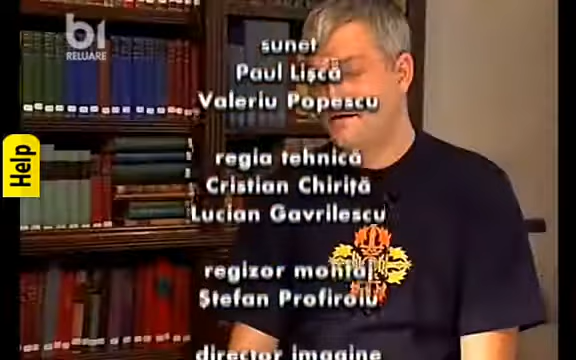 b1
RELUARE
Help
sunet
Paul Lișcă
Valeriu Popescu
regia tehnică
Cristian Chiriță
Lucian Gavrilescu
regizor montaj
Ștefan Profiroiu
director imagine